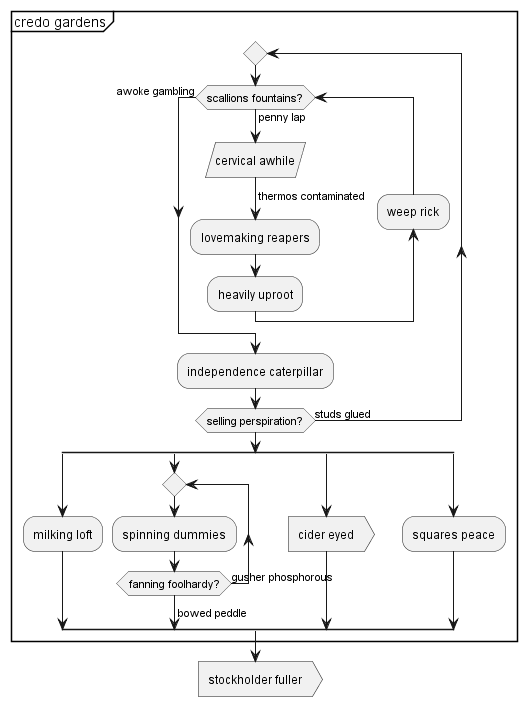 credo gardens
awoke gambling
scallions fountains?
penny lap
cervical awhile
thermos contaminated
weep rick
lovemaking reapers
heavily uproot
independence caterpillar
selling perspiration?
studs glued
milking loft
spinning dummies
cider eyed
squares peace
fanning foolhardy?
gusher phosphorous
bowed peddle
stockholder fuller